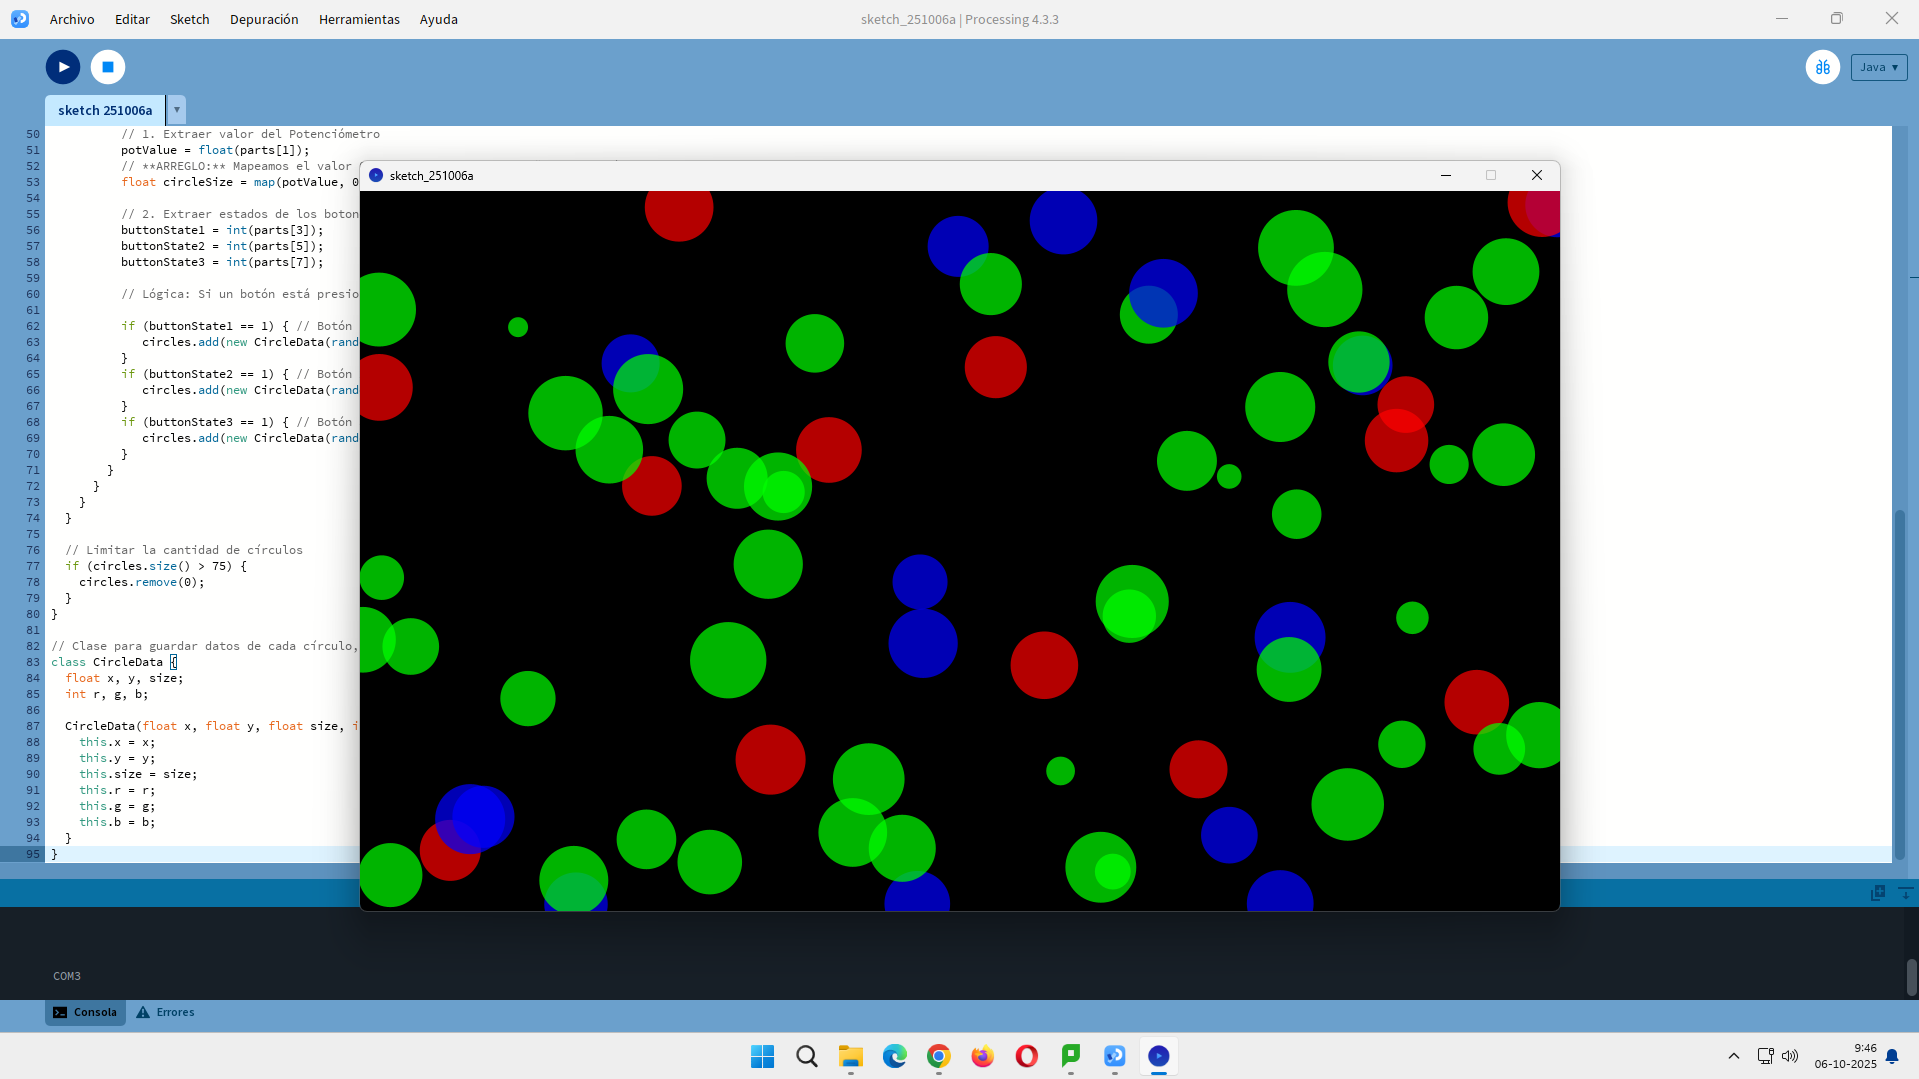 Archivo Editar Sketch Depuración Herramientas Ayuda
sketch_251006a | Processing 4.3.3
Java
sketch 251006a
50 // 1. Extraer valor del Potenciómetro
51 potValue = float(parts[1]);
52 // **ARREGLO:** Mapeamos el valor
53 float circleSize = map(potValue, 0
54
55 // 2. Extraer estados de los boton
56 buttonState1 = int(parts[3]);
57 buttonState2 = int(parts[5]);
58 buttonState3 = int(parts[7]);
59
60 // Lógica: Si un botón está presio
61
62 if (buttonState1 == 1) { // Botón
63 circles.add(new CircleData(rand
64 }
65 if (buttonState2 == 1) { // Botón
66 circles.add(new CircleData(rand
67 }
68 if (buttonState3 == 1) { // Botón
69 circles.add(new CircleData(rand
70 }
71 }
72 }
73 }
74 }
75
76 // Limitar la cantidad de círculos
77 if (circles.size() > 75) {
78 circles.remove(0);
79 }
80 }
81
82 // Clase para guardar datos de cada círculo,
83 class CircleData {
84 float x, y, size;
85 int r, g, b;
86
87 CircleData(float x, float y, float size, i
88 this.x = x;
89 this.y = y;
90 this.size = size;
91 this.r = r;
92 this.g = g;
93 this.b = b;
94 }
95 }
sketch_251006a
COM3
Consola Errores
9:46
06-10-2025